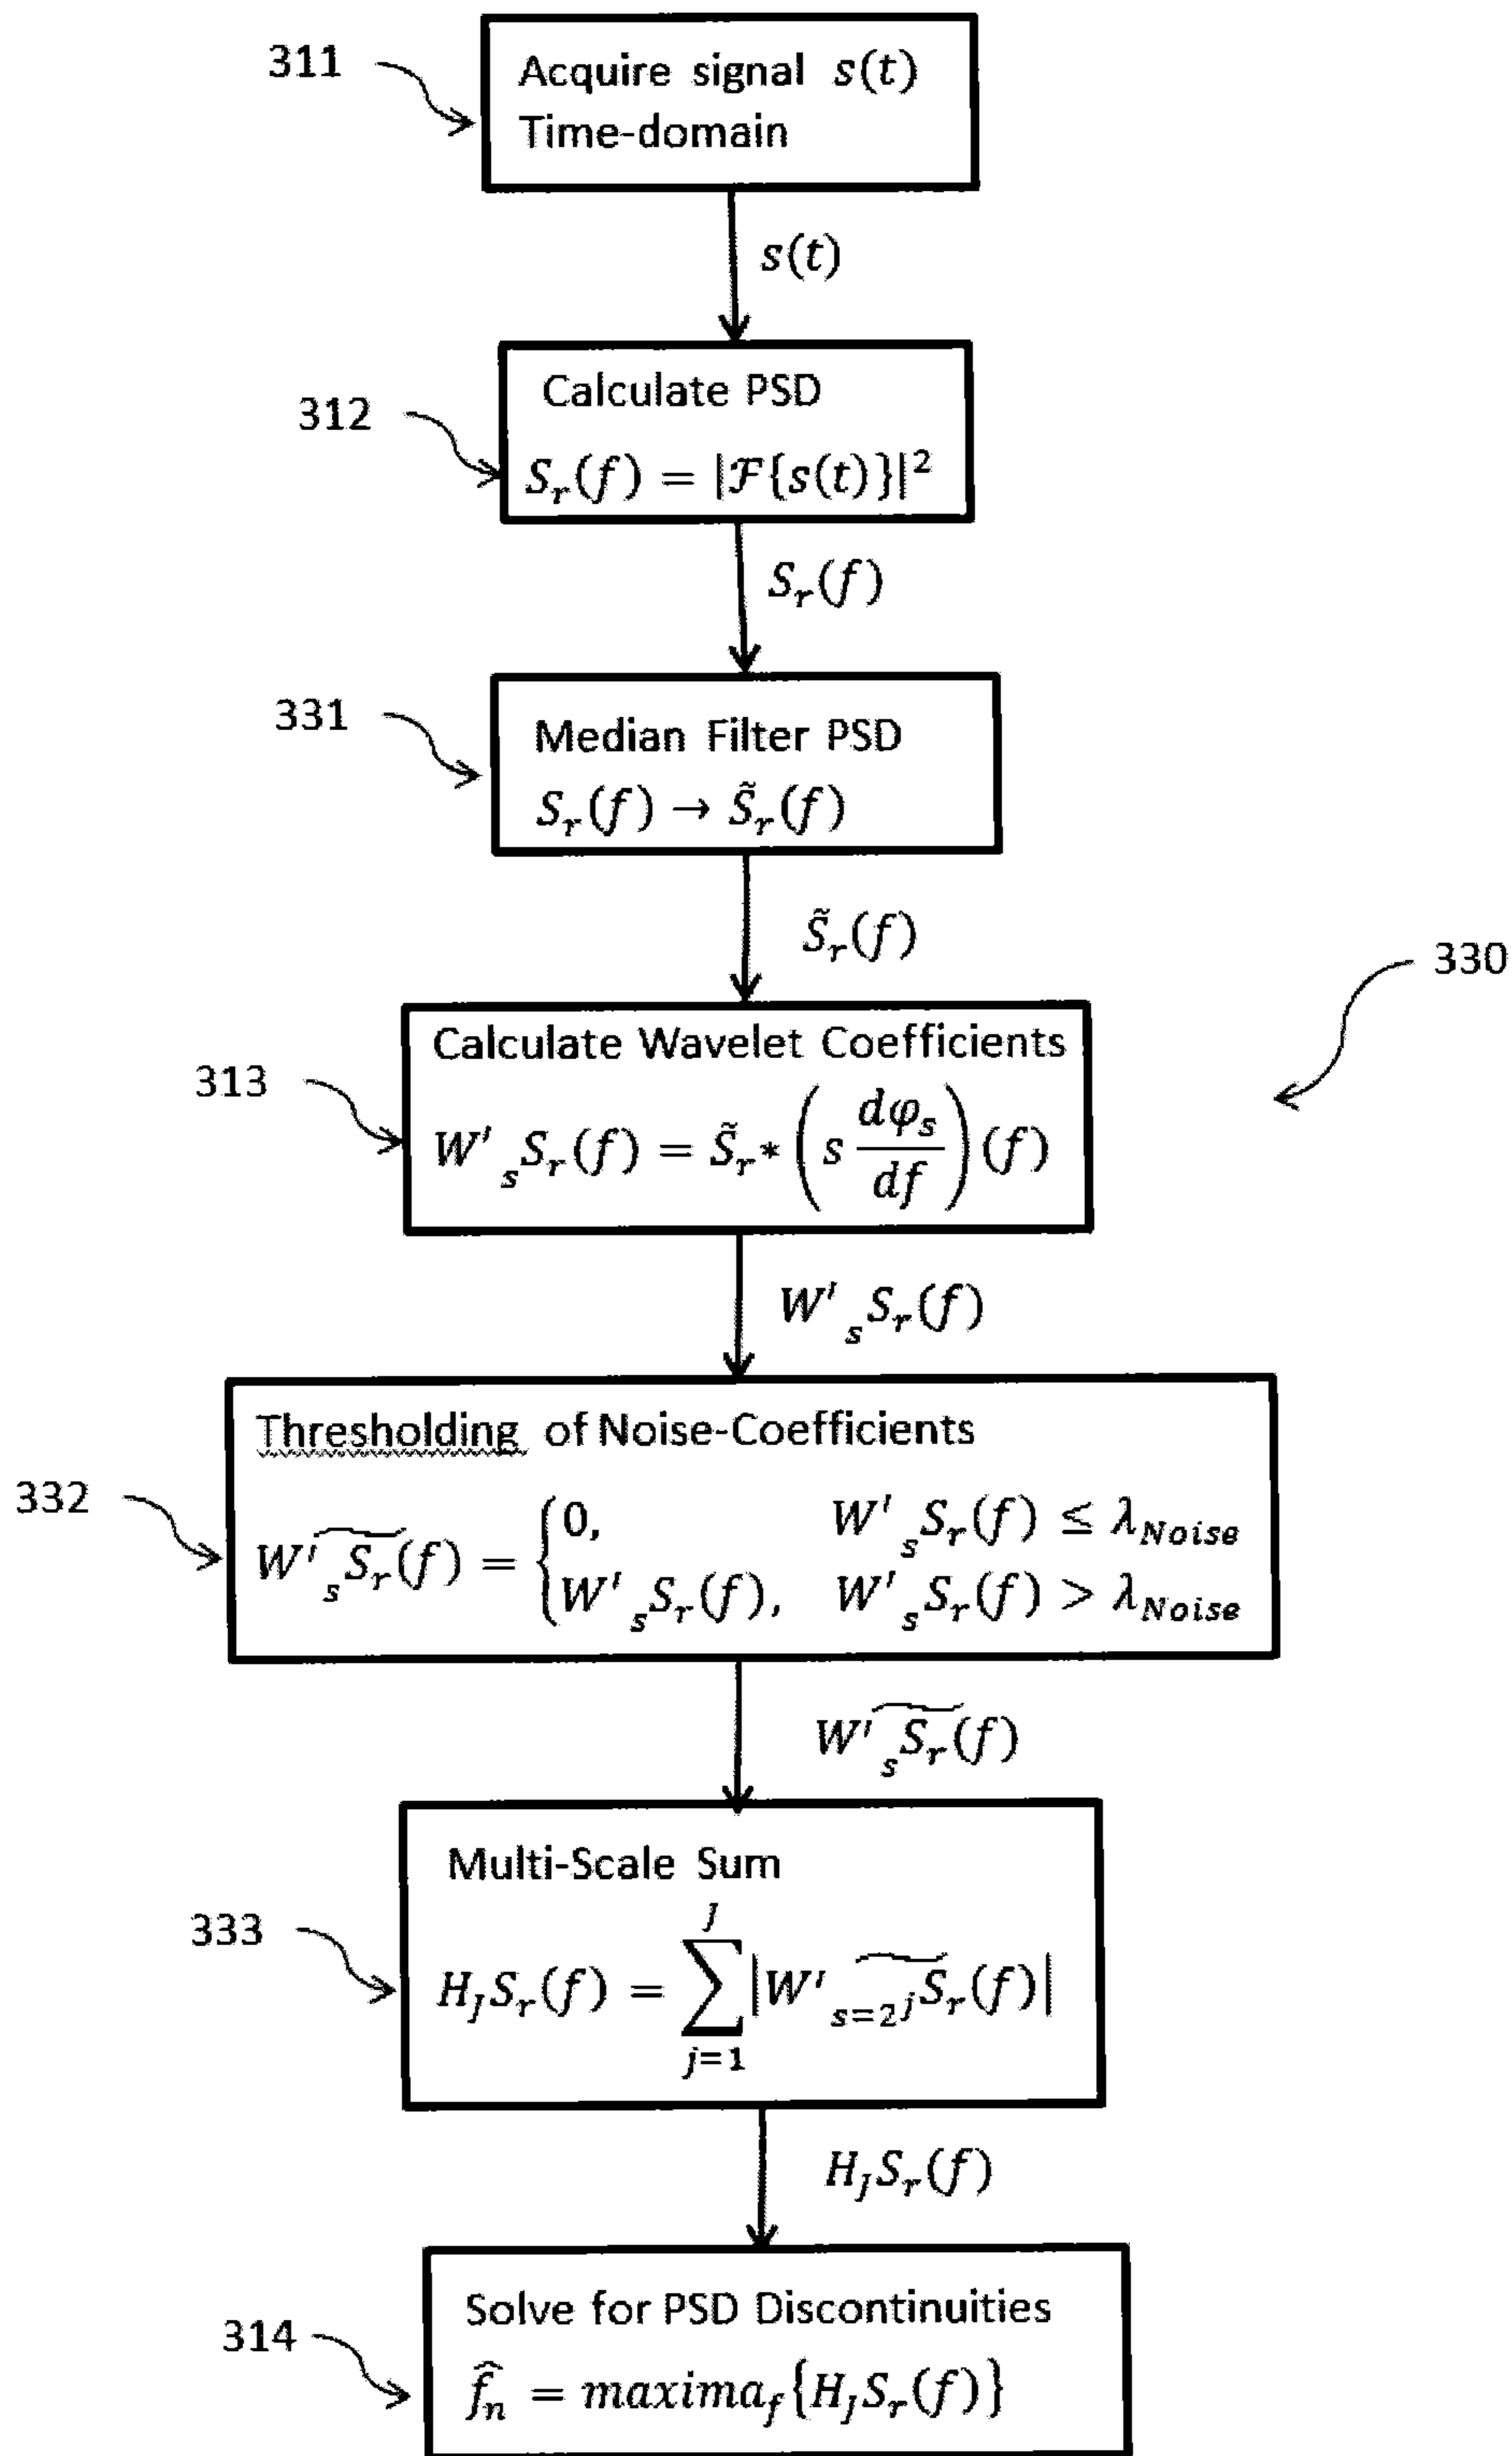 311
Acquire signal s(t)
Time-domain
s(t)
Calculate PSD
312
S_r(f) = |ℱ{s(t)}|²
S_r(f)
331
Median Filter PSD
S_r(f) → S̃_r(f)
S̃_r(f)
330
Calculate Wavelet Coefficients
313
W'_s S_r(f) = S̃_r * (s dφ_s/df)(f)
W'_s S_r(f)
Thresholding of Noise-Coefficients
332
W'_s S̃_r(f) = { 0, W'_s S_r(f) ≤ λ_Noise
W'_s S_r(f), W'_s S_r(f) > λ_Noise
W'_s S̃_r(f)
Multi-Scale Sum
333
H_J S_r(f) = ∑_{j=1}^{J} |W'_{s=2^j} S̃_r(f)|
H_J S_r(f)
Solve for PSD Discontinuities
314
f̂_n = maxima_f{H_J S_r(f)}